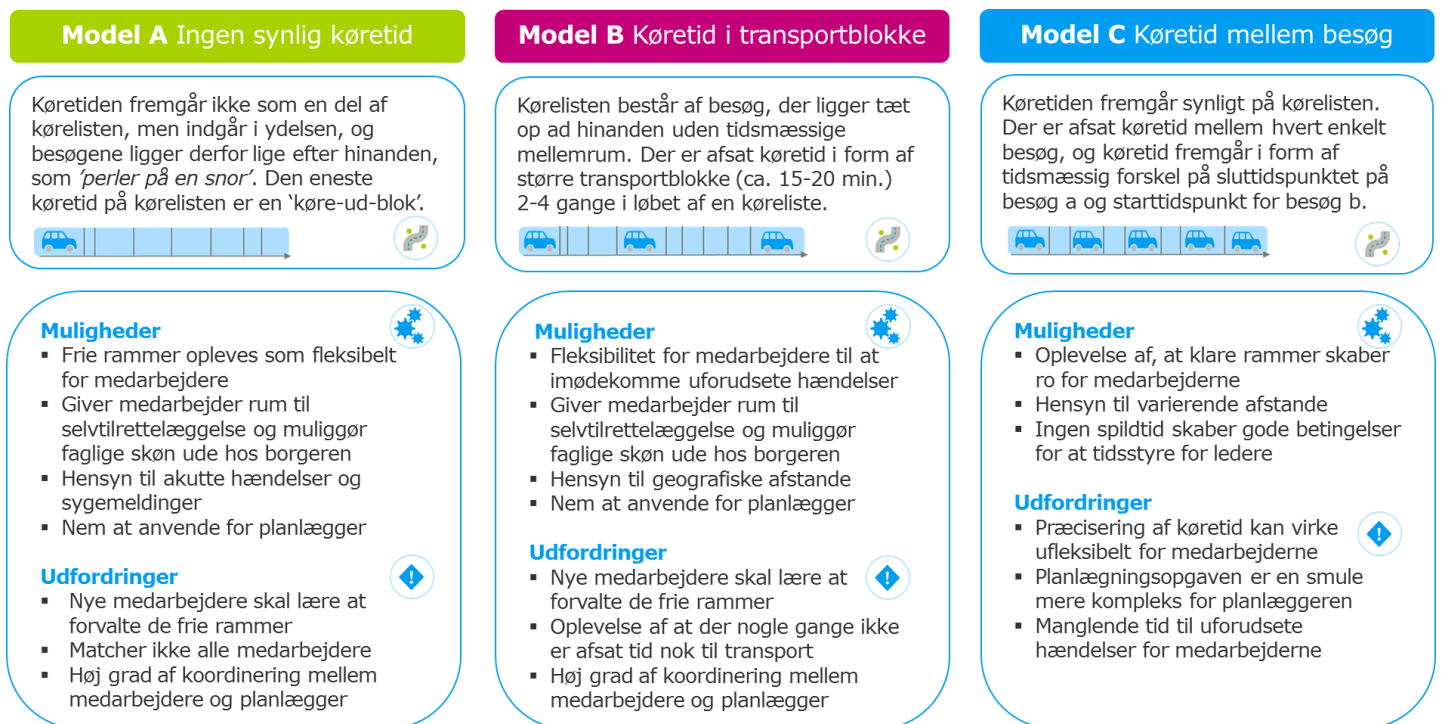 Model A Ingen synlig køretid
Køretiden fremgår ikke som en del af
kørelisten, men indgår i ydelsen, og
besøgene ligger derfor lige efter hinanden,
som ’perler på en snor’. Den eneste
køretid på kørelisten er en ‘køre-ud-blok’.
Muligheder
▪ Frie rammer opleves som fleksibelt
for medarbejdere
▪ Giver medarbejder rum til
selvtilrettelæggelse og muliggør
faglige skøn ude hos borgeren
▪ Hensyn til akutte hændelser og
sygemeldinger
▪ Nem at anvende for planlægger
Udfordringer
▪ Nye medarbejdere skal lære at
forvalte de frie rammer
▪ Matcher ikke alle medarbejdere
▪ Høj grad af koordinering mellem
medarbejdere og planlægger
Model B Køretid i transportblokke
Kørelisten består af besøg, der ligger tæt
op ad hinanden uden tidsmæssige
mellemrum. Der er afsat køretid i form af
større transportblokke (ca. 15-20 min.)
2-4 gange i løbet af en køreliste.
Muligheder
▪ Fleksibilitet for medarbejdere til at
imødekomme uforudsete hændelser
▪ Giver medarbejder rum til
selvtilrettelæggelse og muliggør
faglige skøn ude hos borgeren
▪ Hensyn til geografiske afstande
▪ Nem at anvende for planlægger
Udfordringer
▪ Nye medarbejdere skal lære at
forvalte de frie rammer
▪ Oplevelse af at der nogle gange ikke
er afsat tid nok til transport
▪ Høj grad af koordinering mellem
medarbejdere og planlægger
Model C Køretid mellem besøg
Køretiden fremgår synligt på kørelisten.
Der er afsat køretid mellem hvert enkelt
besøg, og køretid fremgår i form af
tidsmæssig forskel på sluttidspunktet på
besøg a og starttidspunkt for besøg b.
Muligheder
▪ Oplevelse af, at klare rammer skaber
ro for medarbejderne
▪ Hensyn til varierende afstande
▪ Ingen spildtid skaber gode betingelser
for at tidsstyre for ledere
Udfordringer
▪ Præcisering af køretid kan virke
ufleksibelt for medarbejderne
▪ Planlægningsopgaven er en smule
mere kompleks for planlæggeren
▪ Manglende tid til uforudsete
hændelser for medarbejderne